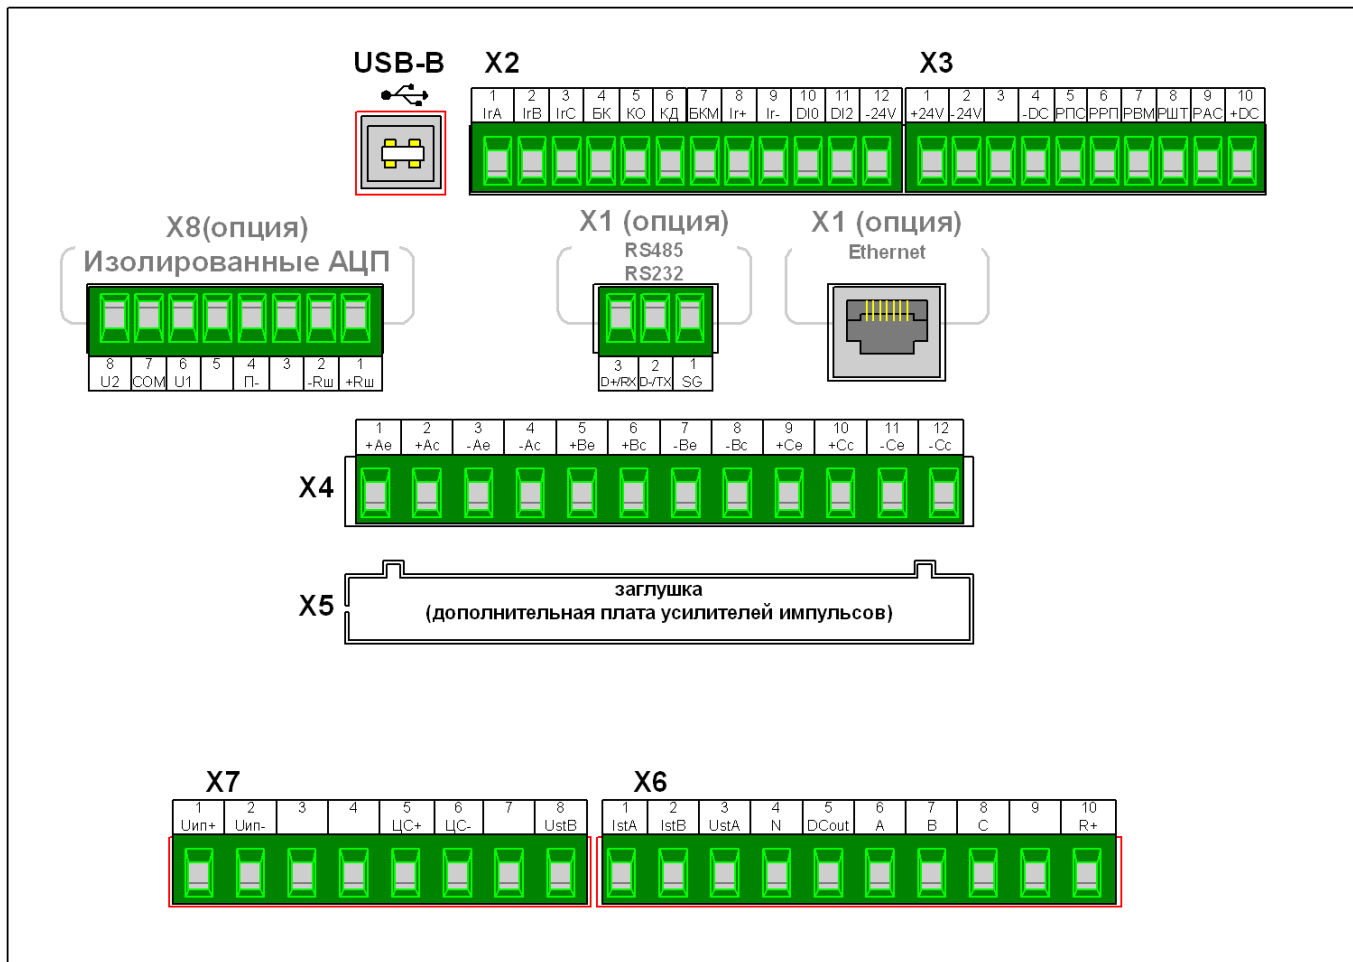 USB-B X2 X3
1 2 3 4 5 6 7 8 9 10 11 12 1 2 3 4 5 6 7 8 9 10
IrA IrB IrC БК КО КД БКМ Ir+ Ir- DI0 DI2 -24V +24V -24V -DC РПС РРП РВМ РШТ РАС +DC
X8(опция)
Изолированные АЦП
8 7 6 5 4 3 2 1
U2 COM U1 П- -Rш +Rш
X1 (опция)
RS485
RS232
3 2 1
D+/RX D-/TX SG
X1 (опция)
Ethernet
1 2 3 4 5 6 7 8 9 10 11 12
+Ae +Ac -Ae -Ac +Be +Bc -Be -Bc +Ce +Cc -Ce -Cc
X4
X5
заглушка
(дополнительная плата усилителей импульсов)
X7
1 2 3 4 5 6 7 8
Uип+ Uип- ЦС+ ЦС- UstB
X6
1 2 3 4 5 6 7 8 9 10
IstA IstB UstA N DCout A B C R+